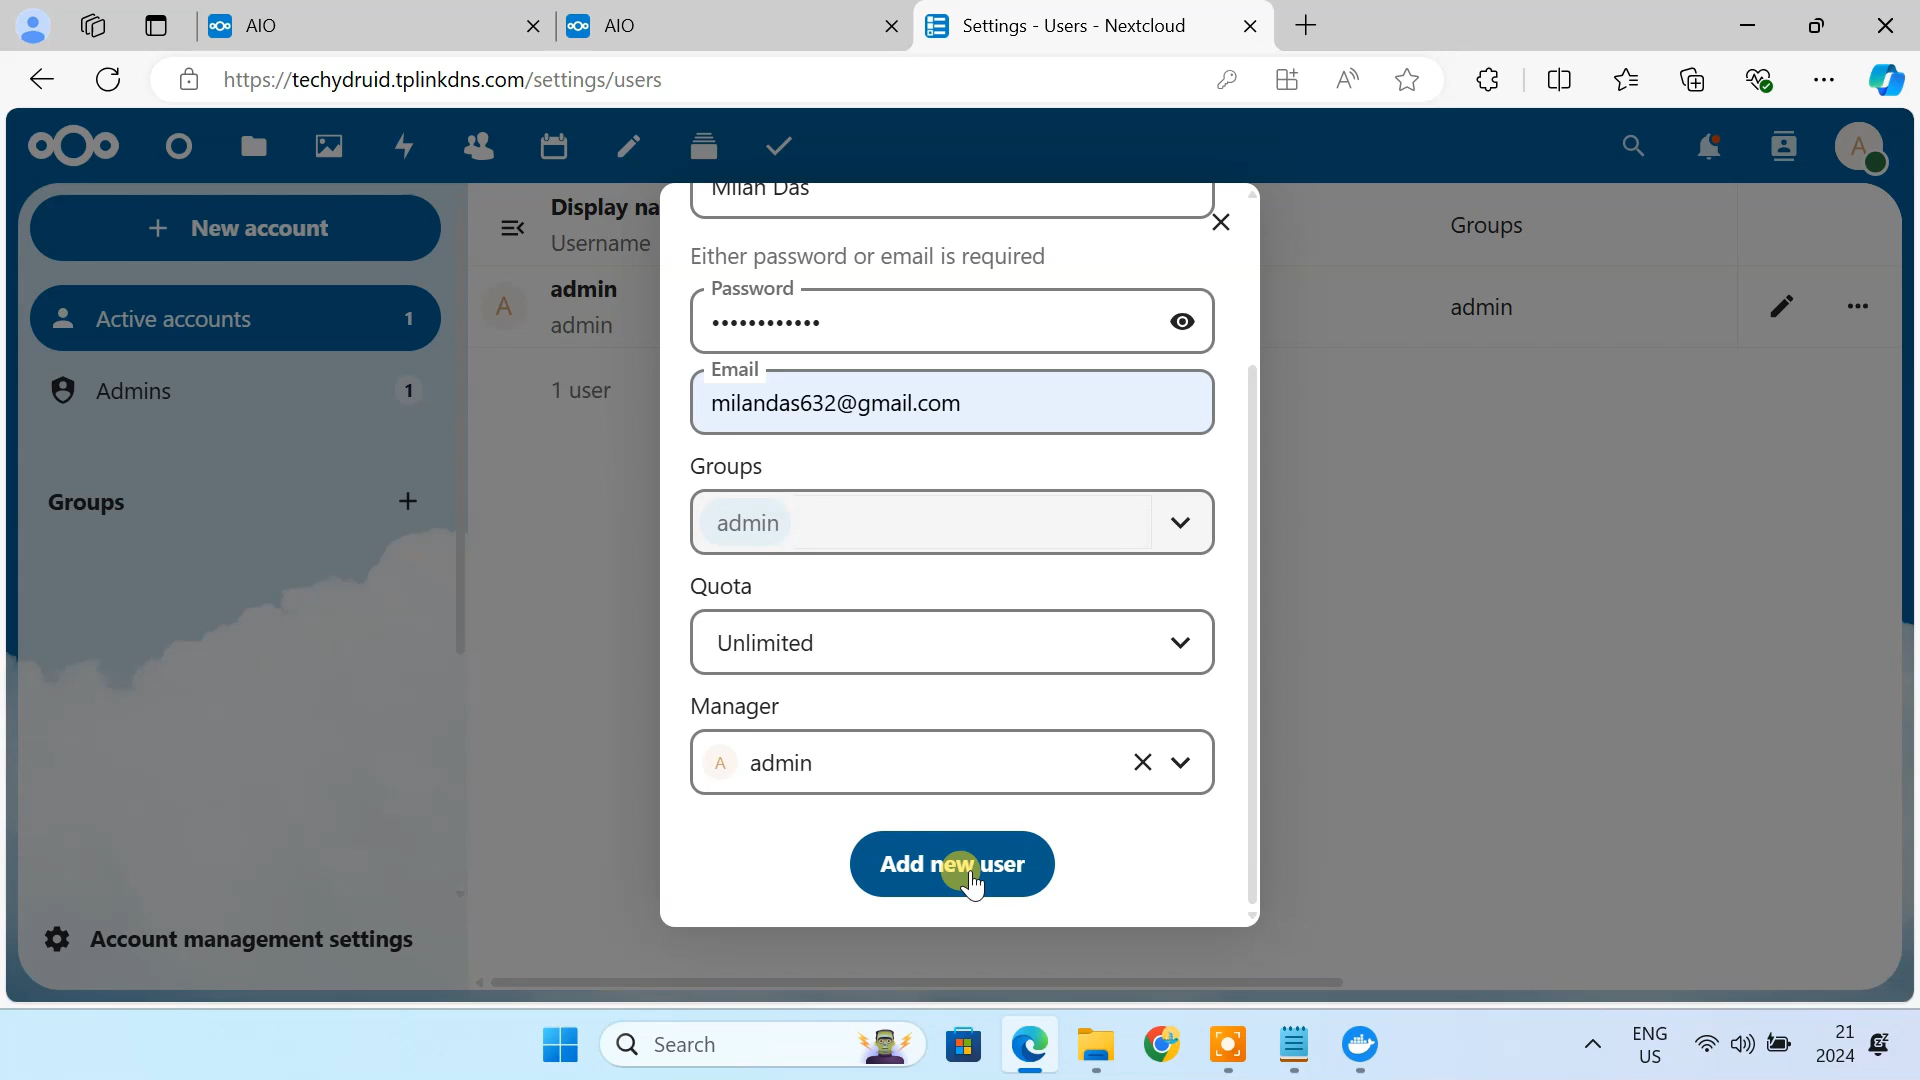 AIO
AIO
Settings - Users - Nextcloud
https://techydruid.tplinkdns.com/settings/users
A
New account
Active accounts 1
Admins 1
Groups
Account management settings
Display na
Username
A
admin
admin
1 user
Groups
admin
Milan Das
Either password or email is required
Password
••••••••••••
Email
milandas632@gmail.com
Groups
admin
Quota
Unlimited
Manager
A admin
Add new user
Search
ENG
US
21
2024